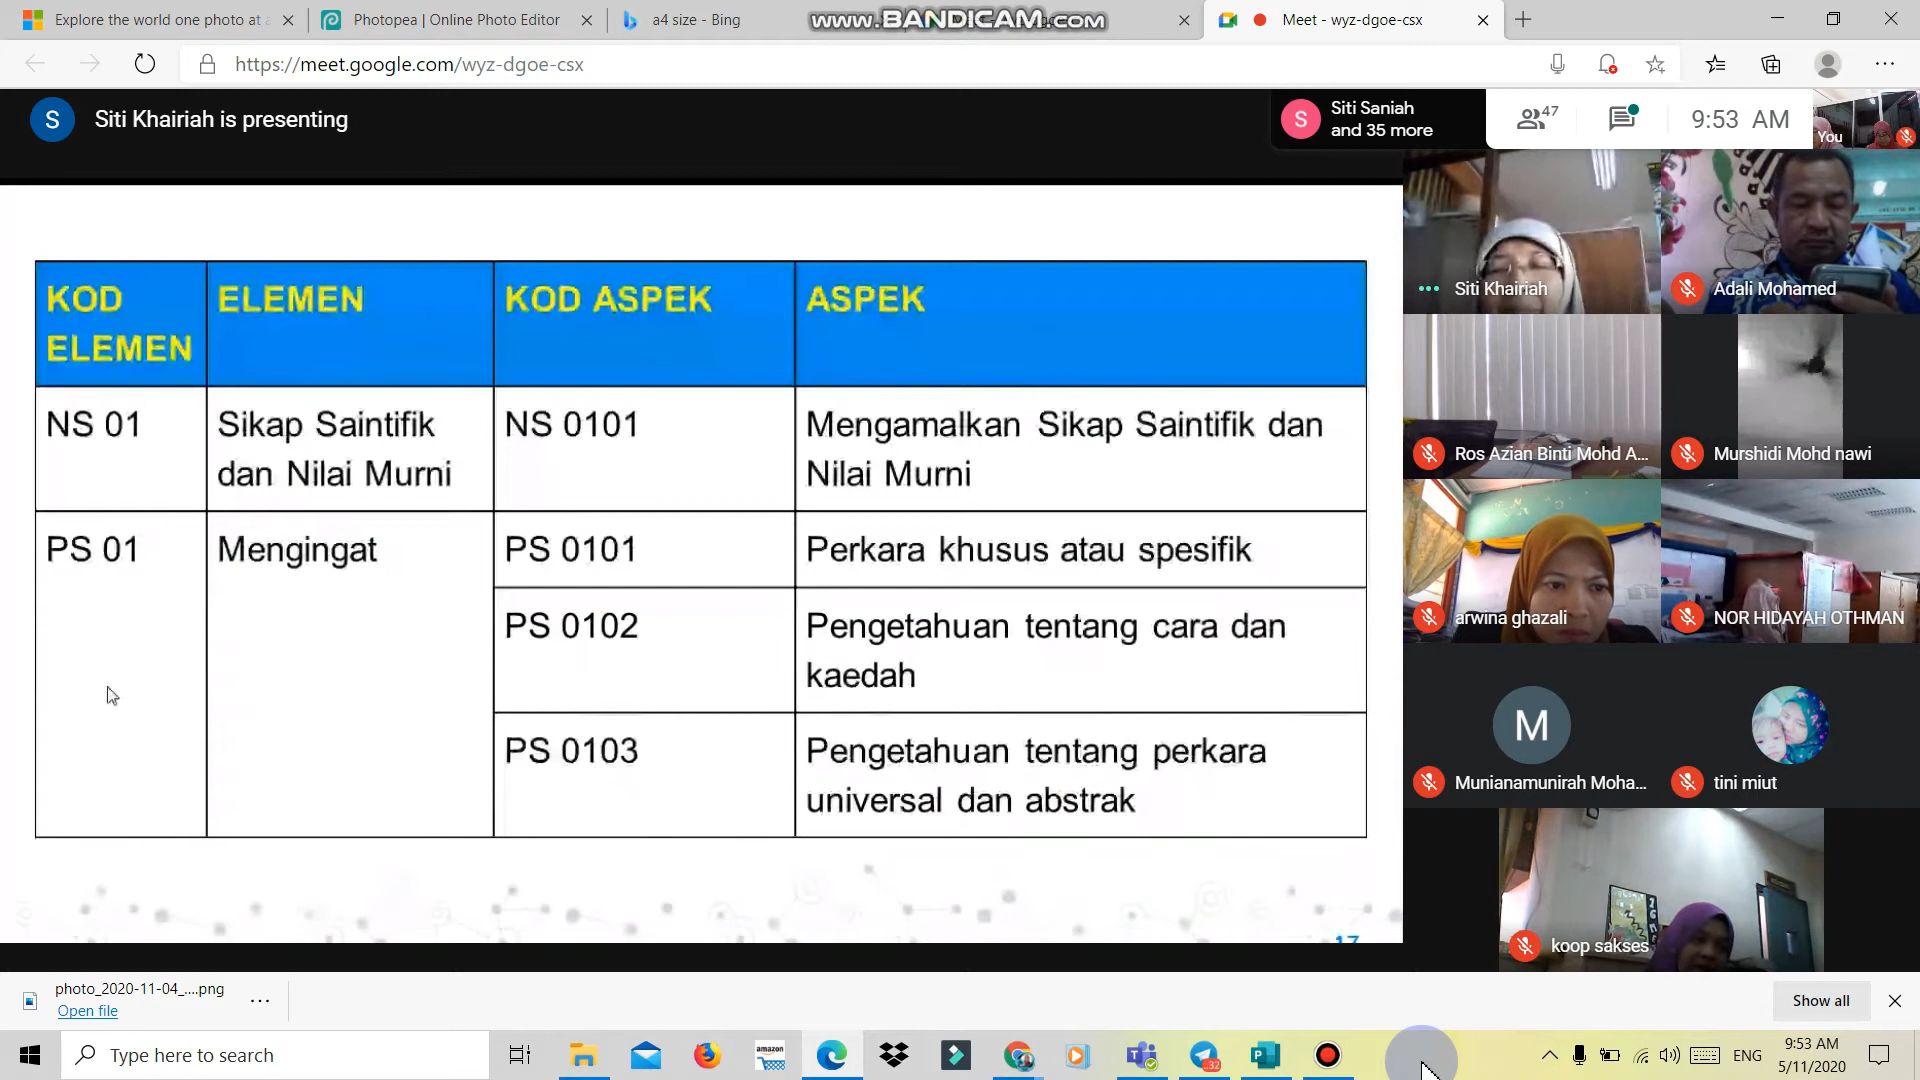 Explore the world one photo at a
Photopea | Online Photo Editor
a4 size - Bing
www.BANDICAM.com
Meet - wyz-dgoe-csx
https://meet.google.com/wyz-dgoe-csx
S
Siti Khairiah is presenting
S
Siti Saniah
and 35 more
47
9:53 AM
You
KOD
ELEMEN
ELEMEN
KOD ASPEK
ASPEK
NS 01
Sikap Saintifik
dan Nilai Murni
NS 0101
Mengamalkan Sikap Saintifik dan
Nilai Murni
PS 01
Mengingat
PS 0101
Perkara khusus atau spesifik
PS 0102
Pengetahuan tentang cara dan
kaedah
PS 0103
Pengetahuan tentang perkara
universal dan abstrak
17
Siti Khairiah
Adali Mohamed
Ros Azian Binti Mohd A...
Murshidi Mohd nawi
arwina ghazali
NOR HIDAYAH OTHMAN
M
Munianamunirah Moha...
tini miut
koop sakses
photo_2020-11-04_....png
Open file
Show all
Type here to search
amazon
32
ENG
9:53 AM
5/11/2020